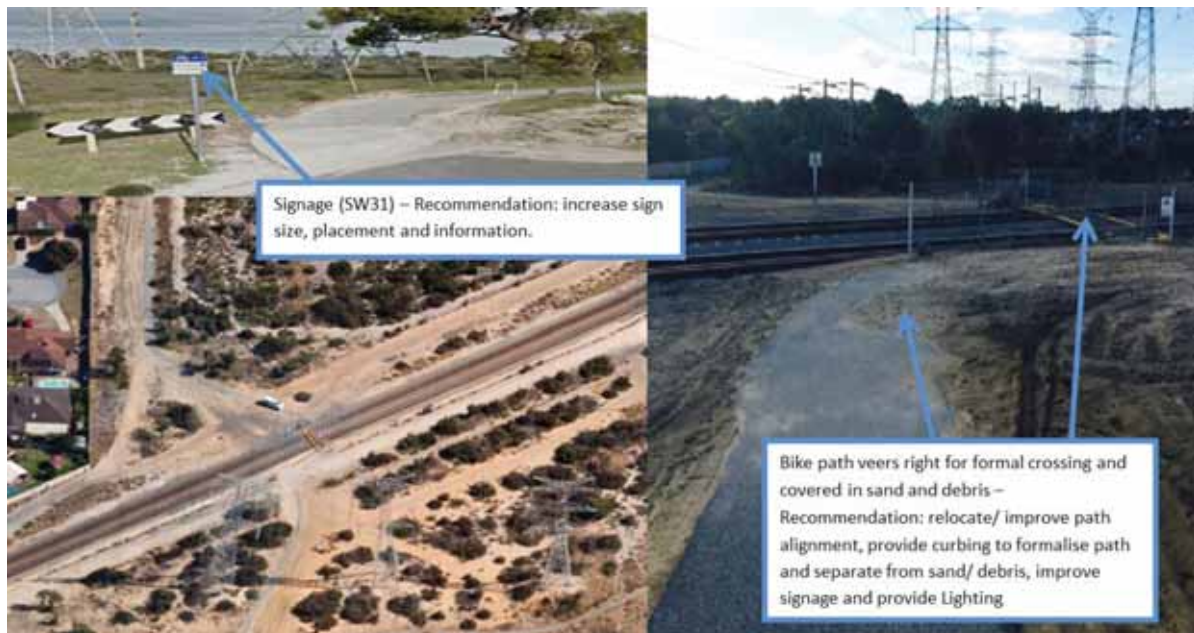 Signage (SW31) – Recommendation: increase sign
size, placement and information.
Bike path veers right for formal crossing and
covered in sand and debris –
Recommendation: relocate/ improve path
alignment, provide curbing to formalise path
and separate from sand/ debris, improve
signage and provide Lighting